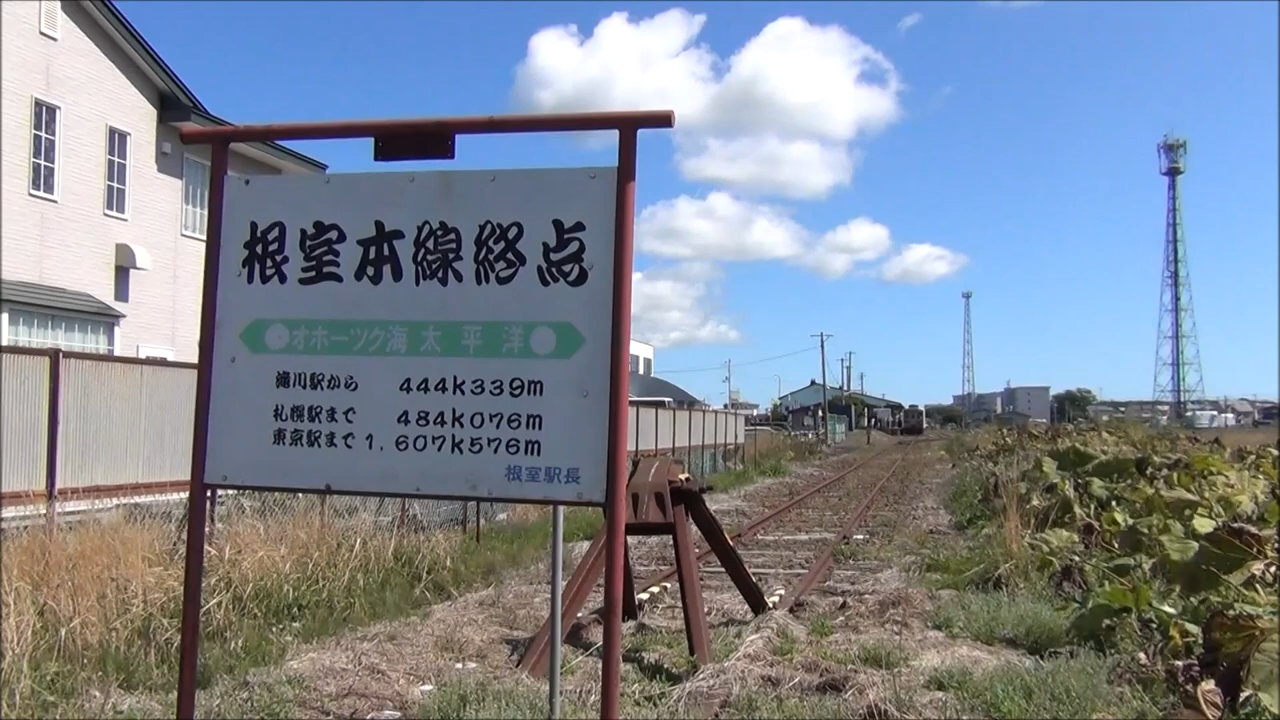 根室本線終点
オホーツク海 太平洋
滝川駅から 444K339m
札幌駅まで 484K076m
東京駅まで 1,607K576m
根室駅長